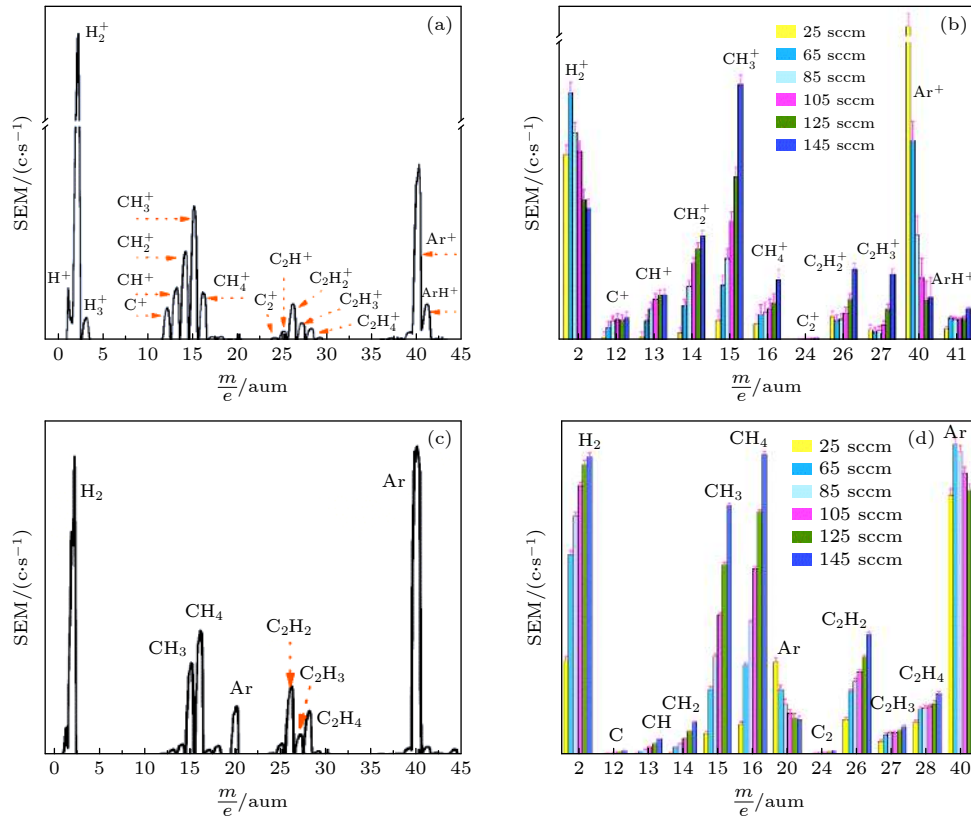 (a)
H₂⁺
SEM/(c·s⁻¹)
CH₃⁺
CH₂⁺
CH⁺
C⁺
H⁺
H₃⁺
CH₄⁺
C₂⁺
C₂H⁺
C₂H₂⁺
C₂H₃⁺
C₂H₄⁺
Ar⁺
ArH⁺
0 5 10 15 20 25 30 35 40 45
m/e /aum
(b)
25 sccm
65 sccm
85 sccm
105 sccm
125 sccm
145 sccm
SEM/(c·s⁻¹)
H₂⁺
C⁺
CH⁺
CH₂⁺
CH₃⁺
CH₄⁺
C₂⁺
C₂H₂⁺
C₂H₃⁺
Ar⁺
ArH⁺
2 12 13 14 15 16 24 26 27 40 41
m/e /aum
(c)
SEM/(c·s⁻¹)
H₂
CH₃
CH₄
Ar
C₂H₂
C₂H₃
C₂H₄
Ar
0 5 10 15 20 25 30 35 40 45
m/e /aum
(d)
25 sccm
65 sccm
85 sccm
105 sccm
125 sccm
145 sccm
SEM/(c·s⁻¹)
H₂
C
CH
CH₂
CH₃
CH₄
Ar
C₂
C₂H₂
C₂H₃
C₂H₄
Ar
2 12 13 14 15 16 20 24 26 27 28 40
m/e /aum